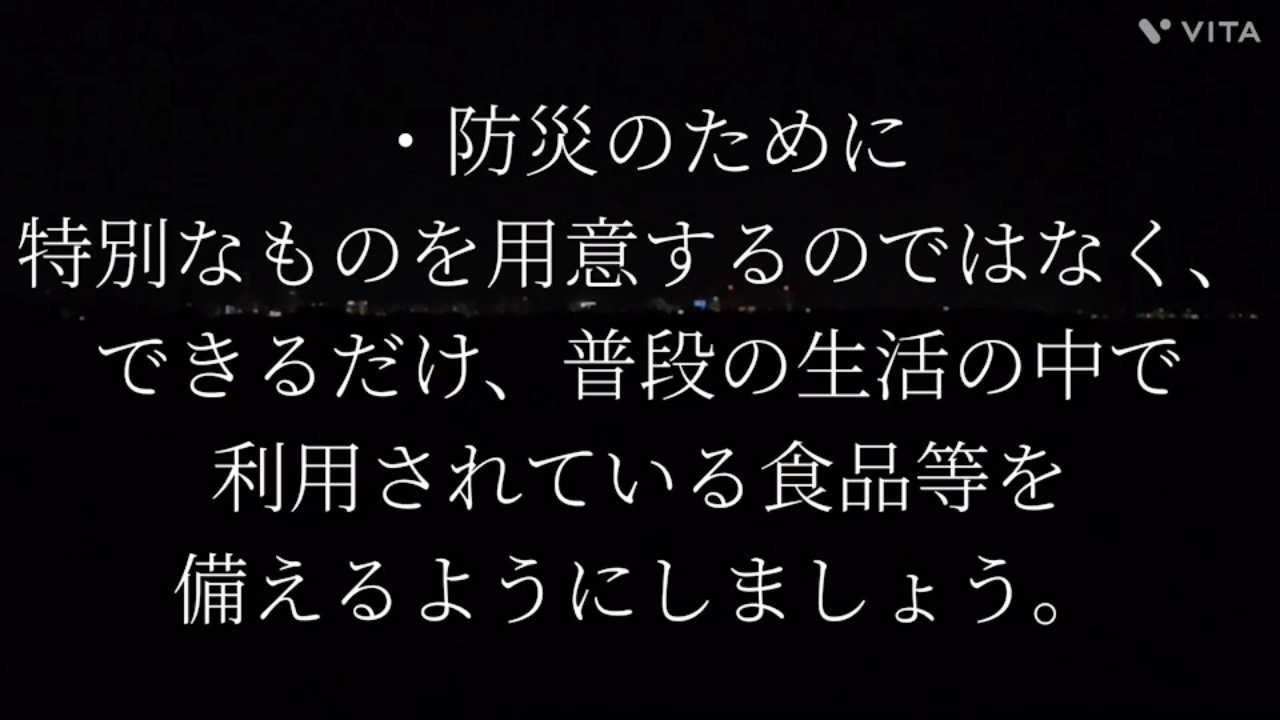 VITA
・防災のために
特別なものを用意するのではなく、
できるだけ、普段の生活の中で
利用されている食品等を
備えるようにしましょう。